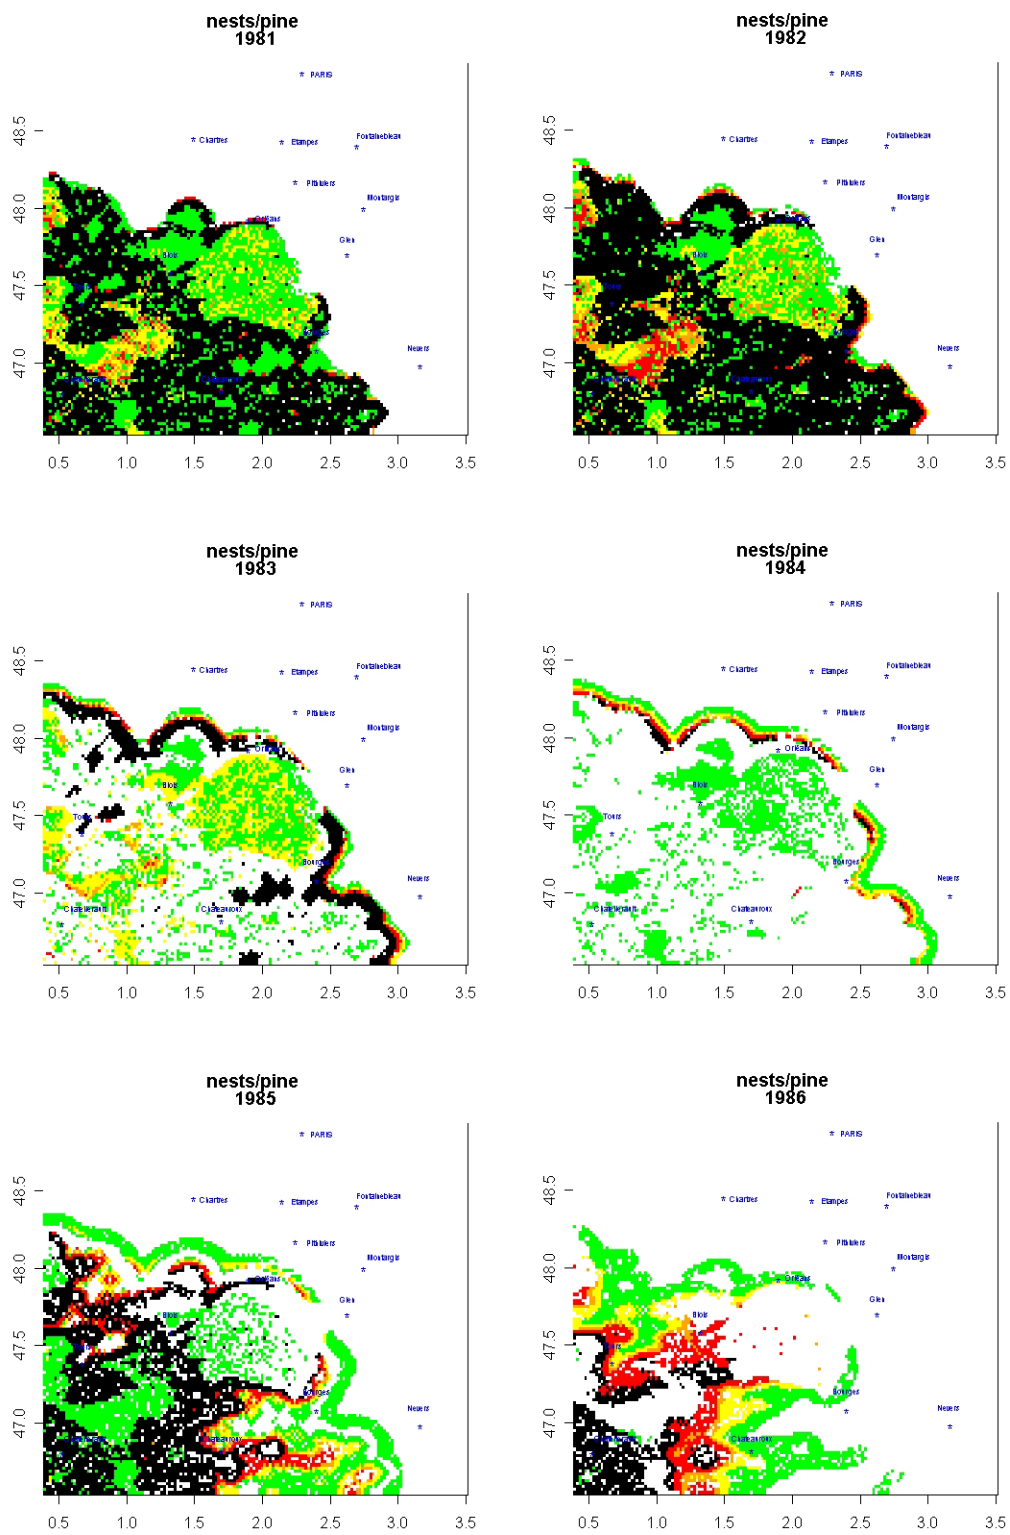 nests/pine
1981
* PARIS
* Chartres
* Etampes
Fontainebleau
*
* Pithiviers
Montargis
*
Orléans
Gien
*
Blois
Tours
Bourges
Nevers
*
48.5
48.0
47.5
47.0
0.5 1.0 1.5 2.0 2.5 3.0 3.5
nests/pine
1982
* PARIS
* Chartres
* Etampes
Fontainebleau
*
* Pithiviers
Montargis
*
Gien
*
Blois
Tours
Nevers
*
48.5
48.0
47.5
47.0
0.5 1.0 1.5 2.0 2.5 3.0 3.5
nests/pine
1983
* PARIS
* Chartres
* Etampes
Fontainebleau
*
* Pithiviers
Montargis
*
Orléans
Gien
*
Blois
*
Tours
*
Bourges
*
Nevers
*
Chatellerault
*
Chateauroux
*
48.5
48.0
47.5
47.0
0.5 1.0 1.5 2.0 2.5 3.0 3.5
nests/pine
1984
* PARIS
* Chartres
* Etampes
Fontainebleau
*
* Pithiviers
Montargis
*
* Orléans
Gien
*
Blois
*
Tours
*
Bourges
*
Nevers
*
Chatellerault
*
Chateauroux
*
48.5
48.0
47.5
47.0
0.5 1.0 1.5 2.0 2.5 3.0 3.5
nests/pine
1985
* PARIS
* Chartres
* Etampes
Fontainebleau
*
* Pithiviers
Montargis
*
Orléans
Gien
*
Blois
Bourges
*
Nevers
*
Chateauroux
48.5
48.0
47.5
47.0
0.5 1.0 1.5 2.0 2.5 3.0 3.5
nests/pine
1986
* PARIS
* Chartres
* Etampes
Fontainebleau
*
* Pithiviers
Montargis
*
* Orléans
Gien
*
Blois
Bourges
*
Nevers
*
Chateauroux
*
48.5
48.0
47.5
47.0
0.5 1.0 1.5 2.0 2.5 3.0 3.5